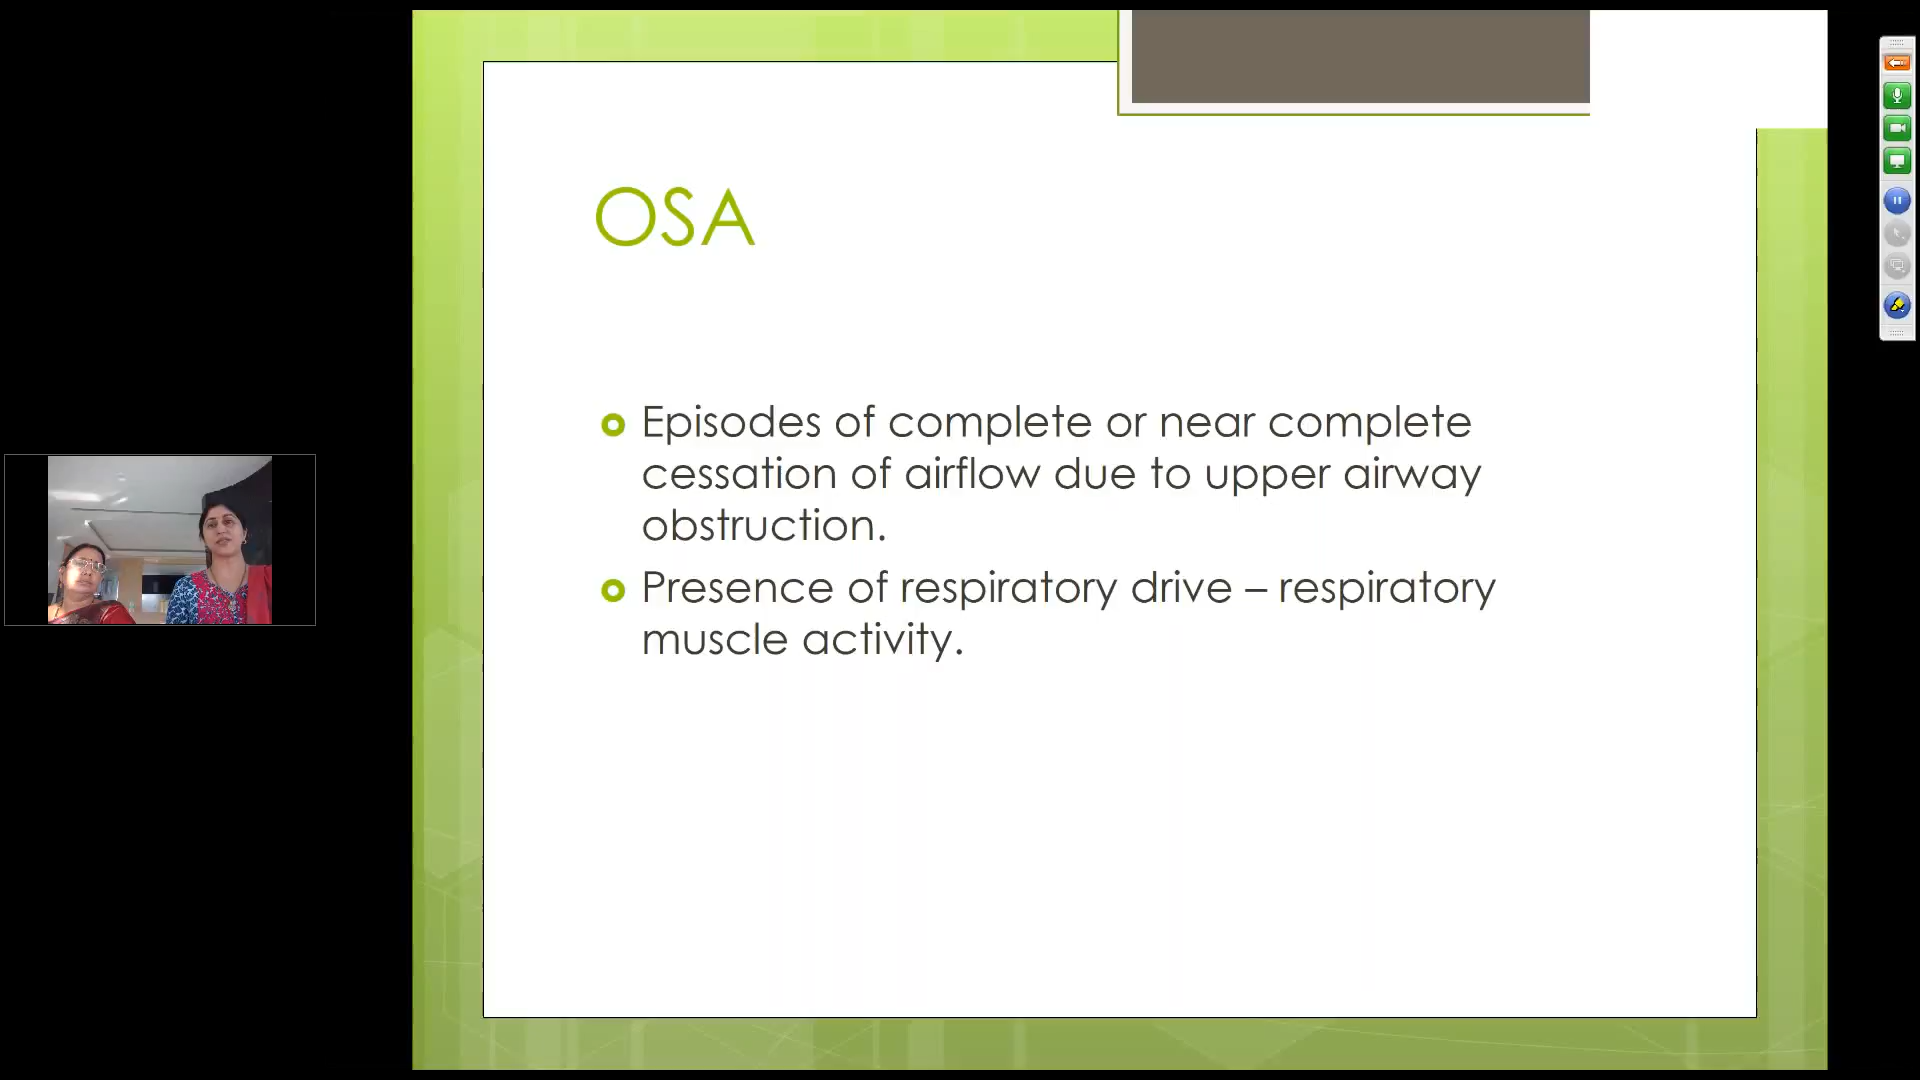 OSA
Episodes of complete or near complete
cessation of airflow due to upper airway
obstruction.
Presence of respiratory drive – respiratory
muscle activity.